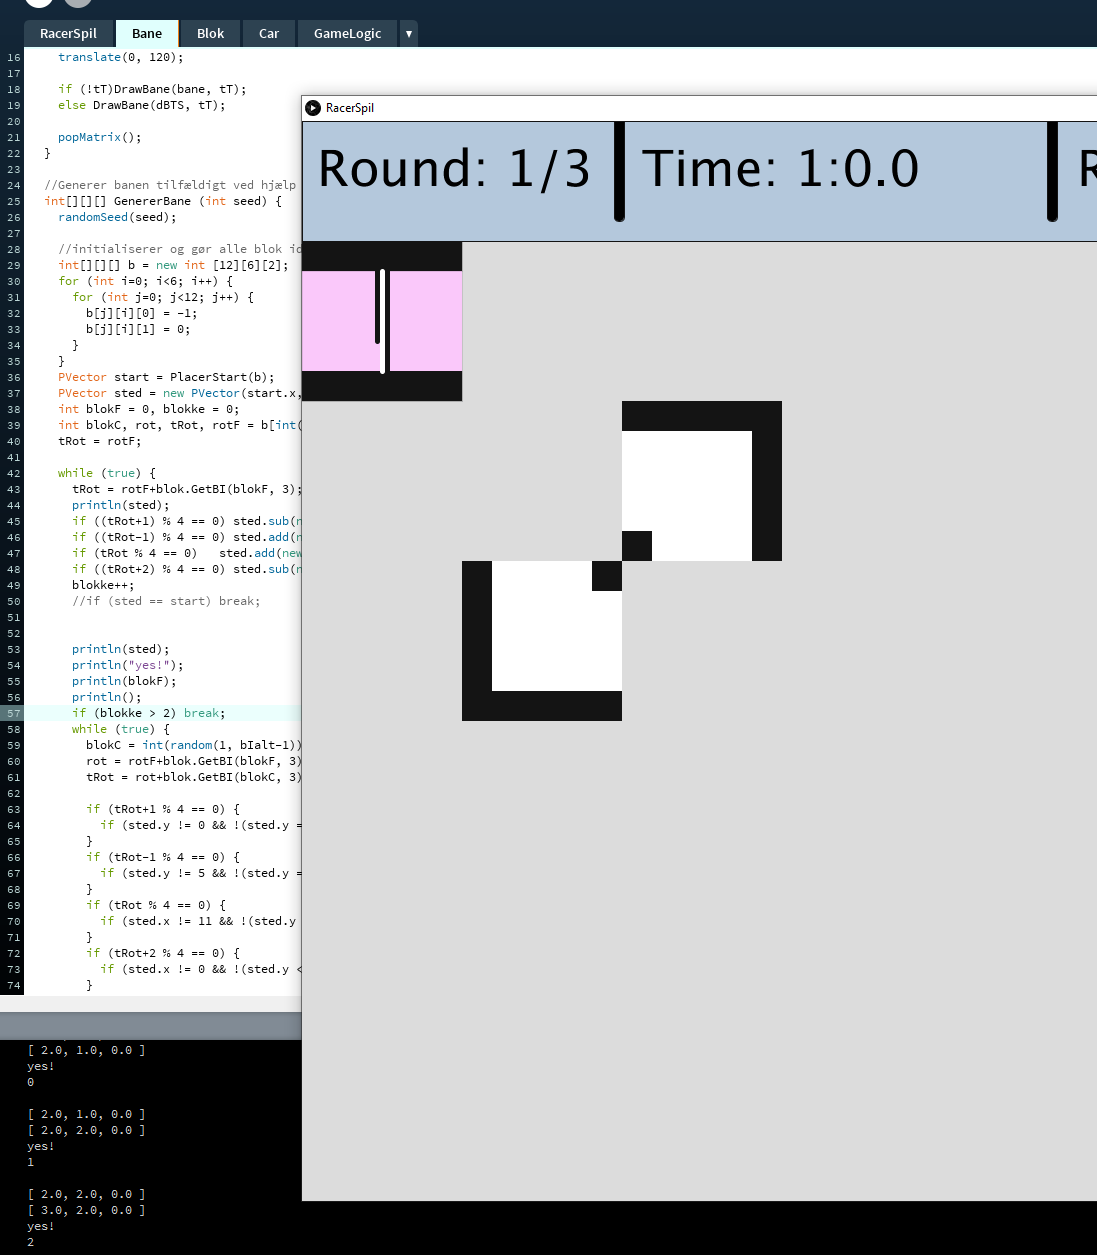 RacerSpil Bane Blok Car GameLogic ▼
16 translate(0, 120);
17
18 if (!tT)DrawBane(bane, tT);
19 else DrawBane(dBTS, tT);
20
21 popMatrix();
22 }
23
24 //Generer banen tilfældigt ved hjælp
25 int[][][] GenererBane (int seed) {
26 randomSeed(seed);
27
28 //initialiser og gør alle blok id
29 int[][][] b = new int [12][6][2];
30 for (int i=0; i<6; i++) {
31 for (int j=0; j<12; j++) {
32 b[j][i][0] = -1;
33 b[j][i][1] = 0;
34 }
35 }
36 PVector start = PlacerStart(b);
37 PVector sted = new PVector(start.x,
38 int blokF = 0, blokke = 0;
39 int blokC, rot, tRot, rotF = b[int(
40 tRot = rotF;
41
42 while (true) {
43 tRot = rotF+blok.GetBI(blokF, 3);
44 println(sted);
45 if ((tRot+1) % 4 == 0) sted.sub(n
46 if ((tRot-1) % 4 == 0) sted.add(n
47 if (tRot % 4 == 0) sted.add(new
48 if ((tRot+2) % 4 == 0) sted.sub(n
49 blokke++;
50 //if (sted == start) break;
51
52
53 println(sted);
54 println("yes!");
55 println(blokF);
56 println();
57 if (blokke > 2) break;
58 while (true) {
59 blokC = int(random(1, bIalt-1))
60 rot = rotF+blok.GetBI(blokF, 3)
61 tRot = rot+blok.GetBI(blokC, 3)
62
63 if (tRot+1 % 4 == 0) {
64 if (sted.y != 0 && !(sted.y =
65 }
66 if (tRot-1 % 4 == 0) {
67 if (sted.y != 5 && !(sted.y =
68 }
69 if (tRot % 4 == 0) {
70 if (sted.x != 11 && !(sted.y
71 }
72 if (tRot+2 % 4 == 0) {
73 if (sted.x != 0 && !(sted.y <
74 }
RacerSpil
Round: 1/3 Time: 1:0.0 R
[ 2.0, 1.0, 0.0 ]
yes!
0
[ 2.0, 1.0, 0.0 ]
[ 2.0, 2.0, 0.0 ]
yes!
1
[ 2.0, 2.0, 0.0 ]
[ 3.0, 2.0, 0.0 ]
yes!
2